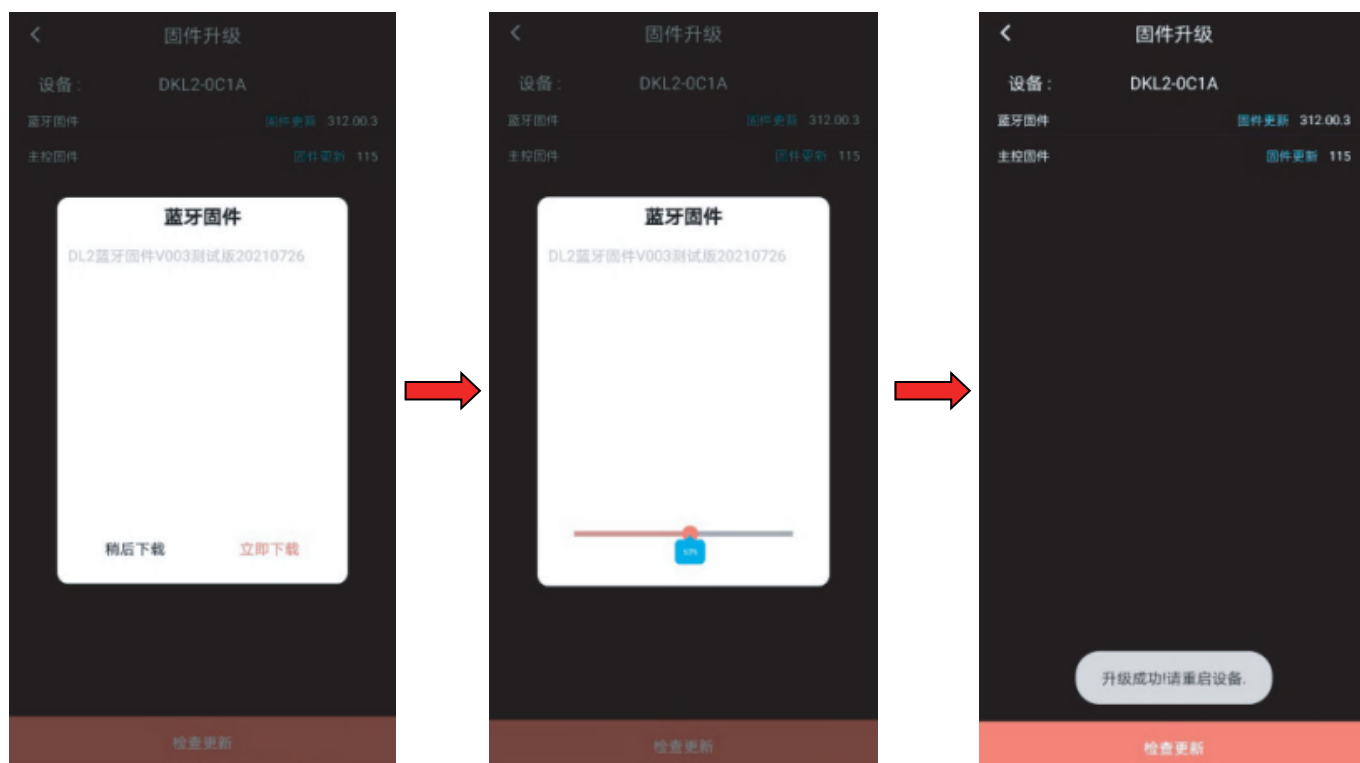 固件升级
设备: DKL2-0C1A
蓝牙固件 固件更新 312.00.3
主控固件 固件更新 115
蓝牙固件
DL2蓝牙固件V003测试版20210726
稍后下载 立即下载
检查更新
固件升级
设备: DKL2-0C1A
蓝牙固件 固件更新 312.00.3
主控固件 固件更新 115
蓝牙固件
DL2蓝牙固件V003测试版20210726
检查更新
固件升级
设备: DKL2-0C1A
蓝牙固件 固件更新 312.00.3
主控固件 固件更新 115
升级成功!请重启设备.
检查更新